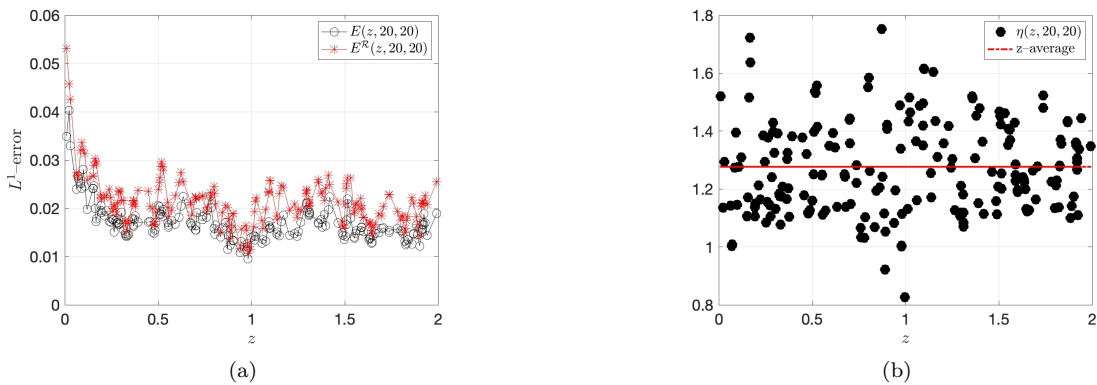 0.06
0.05
0.04
0.03
0.02
0.01
0
L¹–error
E(z, 20, 20)
E^ℛ(z, 20, 20)
0 0.5 1 1.5 2
z
(a)
1.8
1.6
1.4
1.2
1
0.8
η(z, 20, 20)
z–average
0 0.5 1 1.5 2
z
(b)